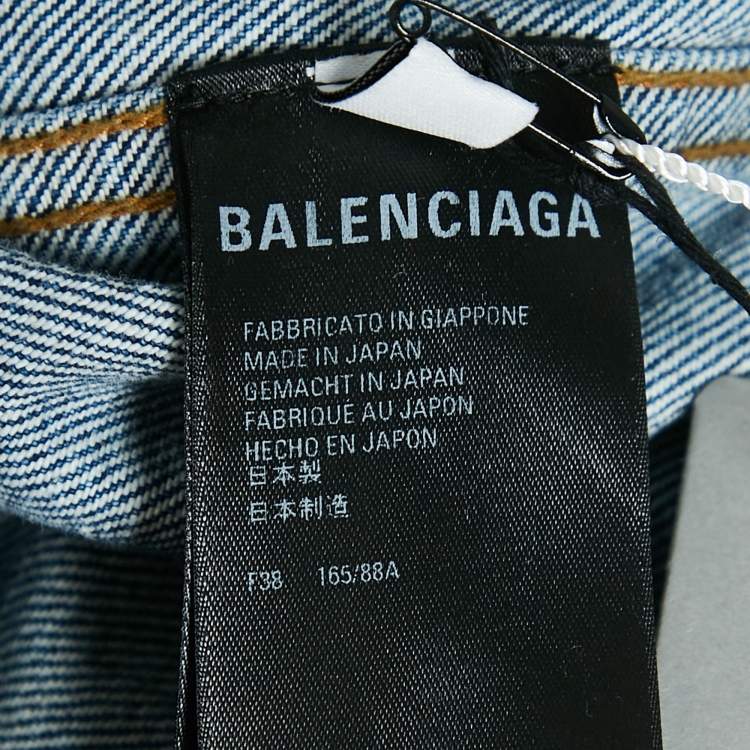 BALENCIAGA
FABBRICATO IN GIAPPONE
MADE IN JAPAN
GEMACHT IN JAPAN
FABRIQUÉ AU JAPON
HECHO EN JAPON
日本製
日本制造
F38 165/88A